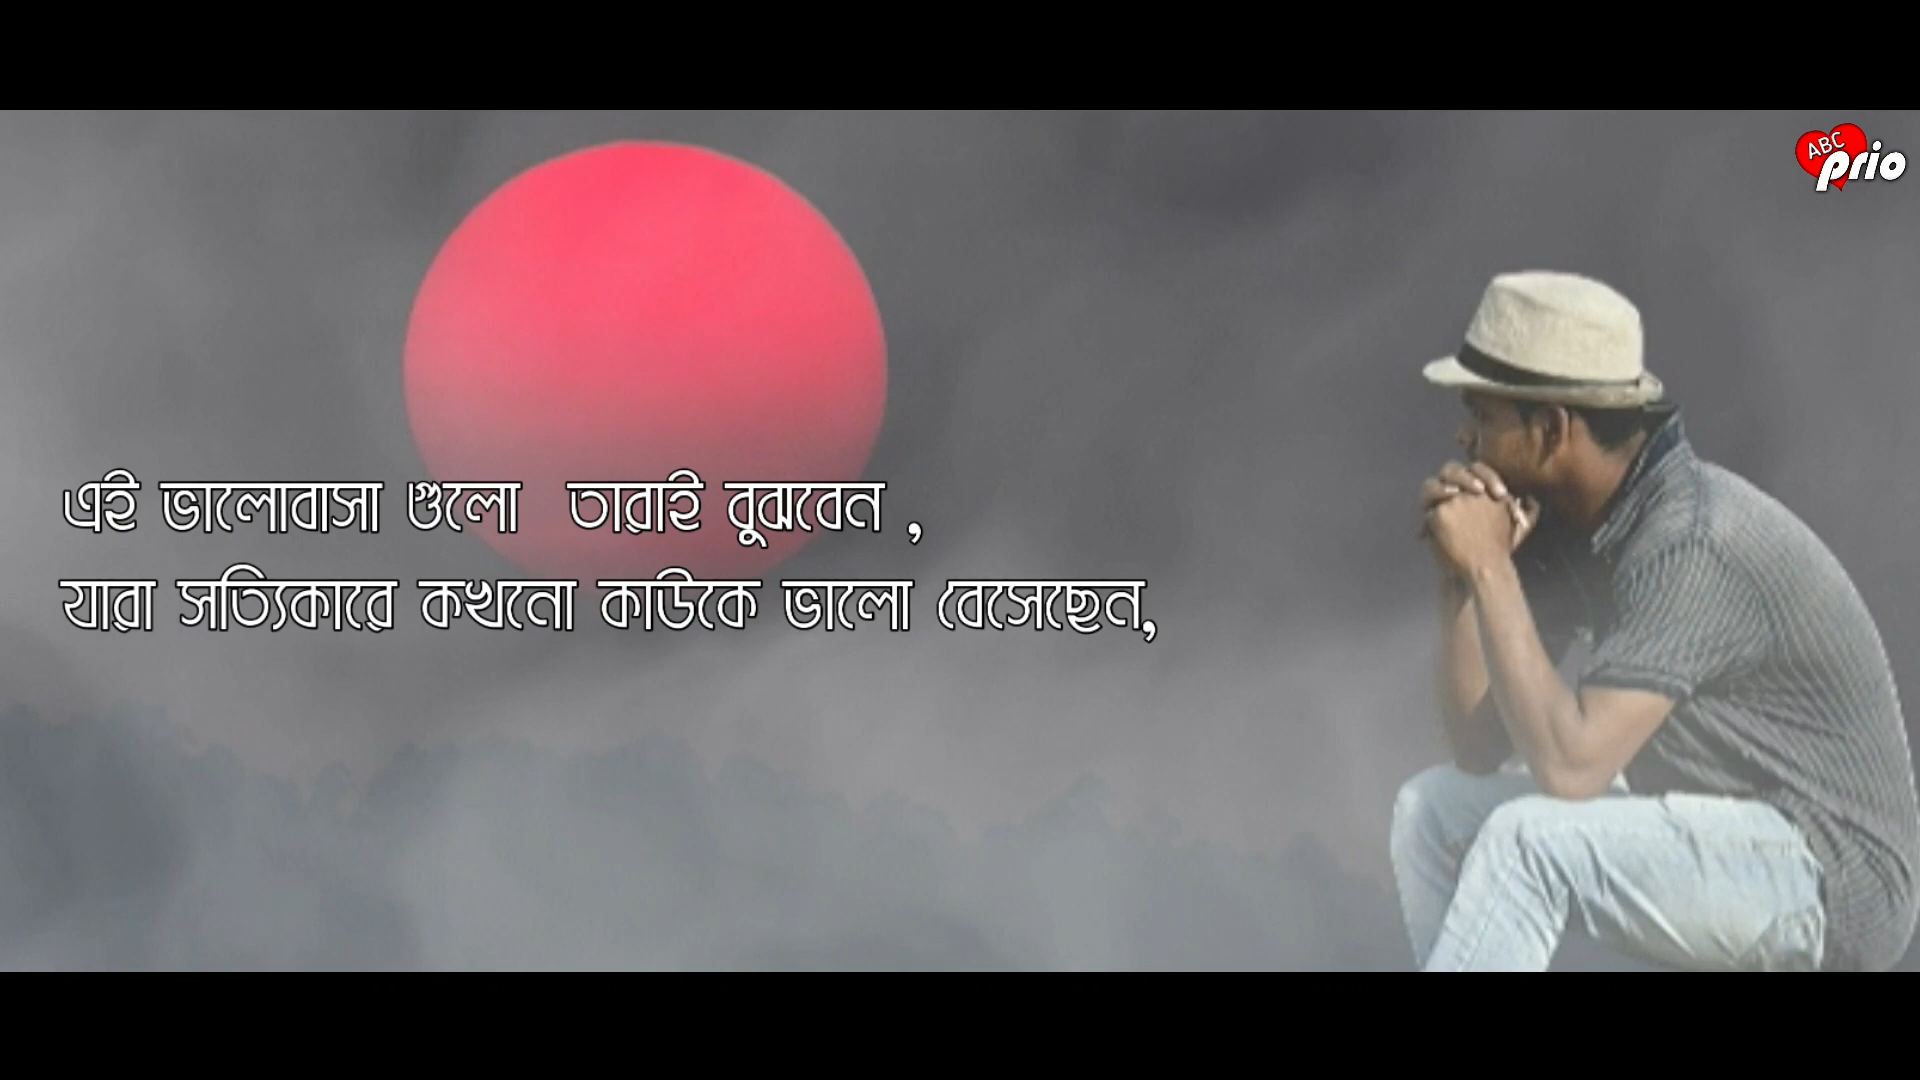 ABC
prio
এই ভালোবাসা গুলো তারাই বুঝবেন ,
যারা সত্যিকারে কখনো কাউকে ভালো বেসেছেন,